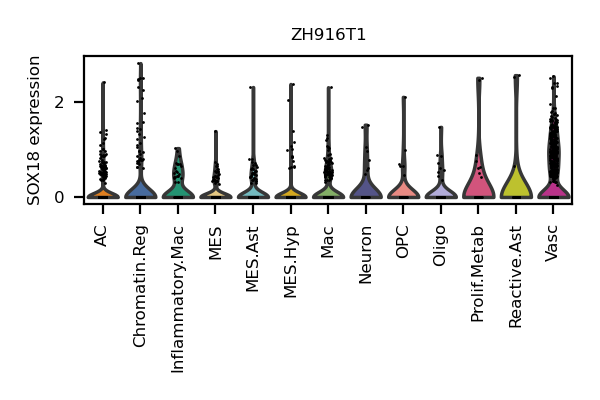 ZH916T1
SOX18 expression
2
0
AC
Chromatin.Reg
Inflammatory.Mac
MES
MES.Ast
MES.Hyp
Mac
Neuron
OPC
Oligo
Prolif.Metab
Reactive.Ast
Vasc